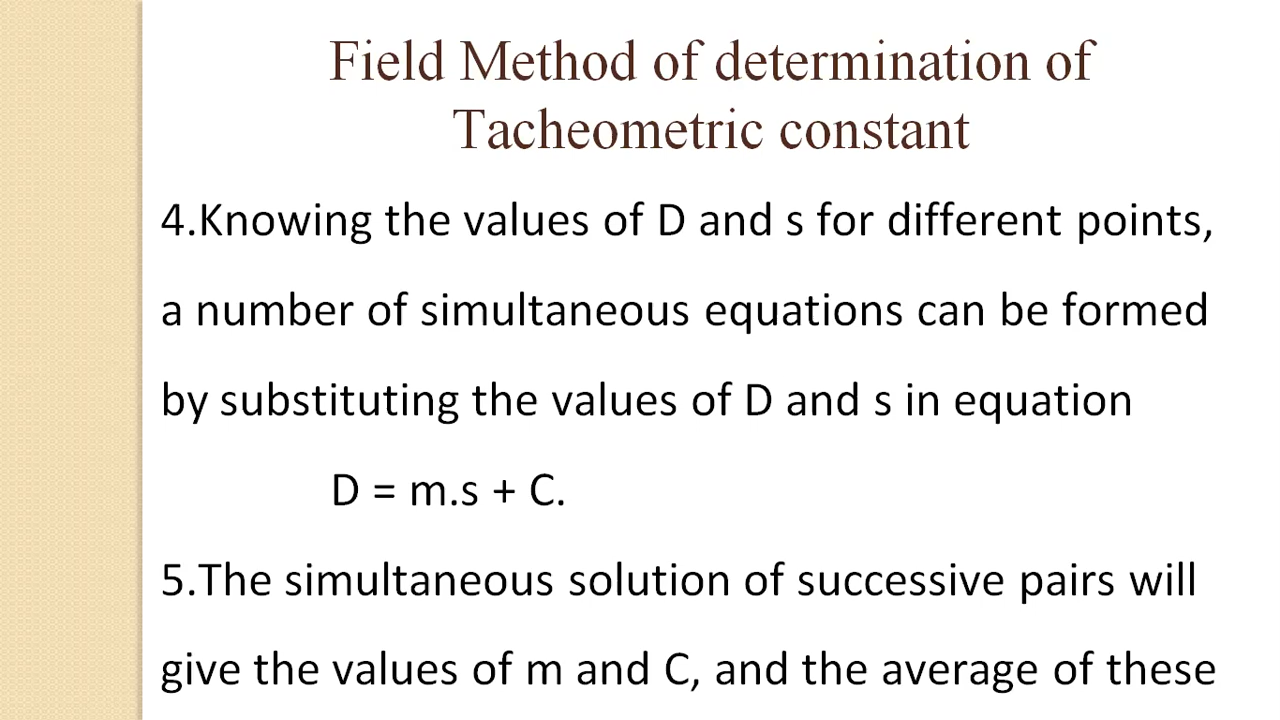 Field Method of determination of
Tacheometric constant
4.Knowing the values of D and s for different points,
a number of simultaneous equations can be formed
by substituting the values of D and s in equation
D = m.s + C.
5.The simultaneous solution of successive pairs will
give the values of m and C, and the average of these